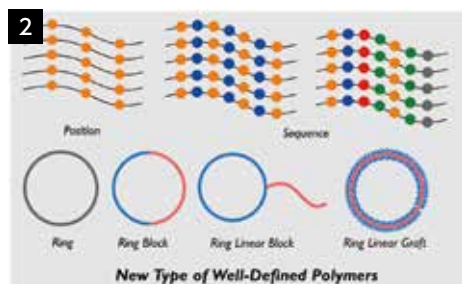 2
Position
Sequence
Ring
Ring Block
Ring Linear Block
Ring Linear Graft
New Type of Well-Defined Polymers